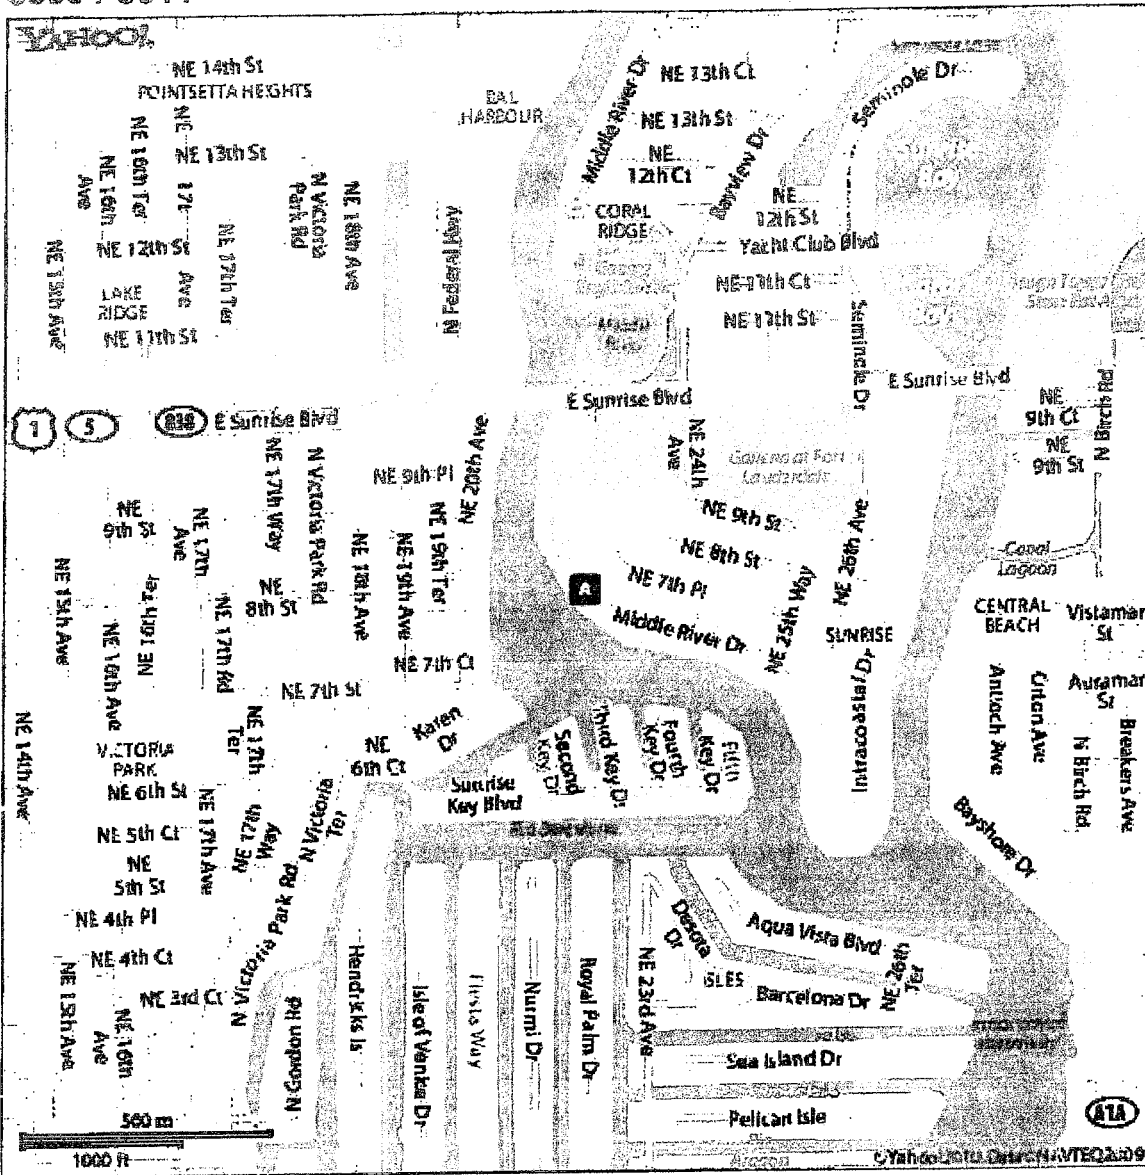 YAHOO!
NE 14th St
POINTSETTA HEIGHTS
NE 13th St
NE 16th Ave
NE 16th Ter
NE 17t
Ave
NE 12th St
NE 15th Ave
LAKE
RIDGE
NE 11th St
NE 17th Ter
N Victoria
Park Rd
NE 18th Ave
N Federal Hwy
BAL
HARBOUR
Middle River Dr
NE 13th Ct
NE 13th St
NE
12th Ct
Bayview Dr
Seminole Dr
CORAL
RIDGE
NE
12th St
Yacht Club Blvd
NE 11th Ct
NE 11th St
Seminole Dr
E Sunrise Blvd
E Sunrise Blvd
1
5
838
E Sunrise Blvd
NE
9th Ct
NE
9th St
N Birch Rd
NE 17th Way
N Victoria Park Rd
NE 9th Pl
NE 20th Ave
NE 24th
Ave
NE
9th St
NE 17th
Ave
NE 18th Ave
NE 19th Ave
NE 19th Ter
NE 9th St
NE 8th St
NE 7th Pl
NE 26th Ave
NE 25th Way
A
Middle River Dr
SUNRISE
Canal
Lagoon
CENTRAL
BEACH
Vistamar
St
NE 15th Ave
NE 16th Ter
NE 16th Ave
NE 17th Rd
NE
8th St
NE 7th Ct
NE 7th St
Antioch Ave
Orton Ave
Auramar
St
N Birch Rd
Breakers Ave
Intracoastal Dr
Bayshore Dr
NE 14th Ave
VICTORIA
PARK
NE 17th
Ter
NE 6th St
NE
6th Ct
Karen
Dr
Sunrise
Key Blvd
Second
Key Dr
Third Key Dr
Fourth
Key Dr
Fifth
Key Dr
NE 5th Ct
NE
5th St
NE 17th Ave
NE 17th
Way
N Victoria
Ter
N Victoria Park Rd
NE 4th Pl
NE 4th Ct
NE 3rd Ct
NE 15th Ave
NE 16th
Ave
N Gordon Rd
Hendricks Is
Isle of Venice Dr
Fiesta Way
Nurmi Dr
Royal Palm Dr
NE 23rd Ave
Desota
Dr
Aqua Vista Blvd
ISLES
Barcelona Dr
NE 26th
Ter
Sea Island Dr
Pelican Isle
A1A
500 m
1000 ft